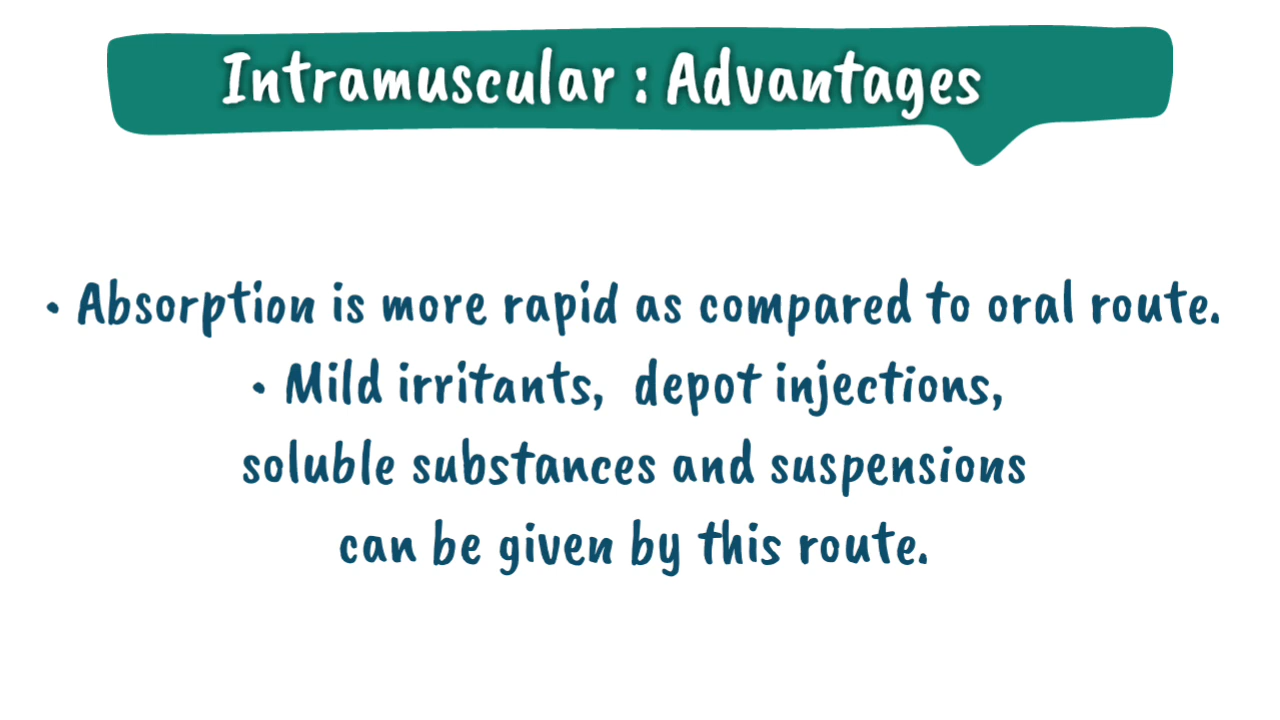 Intramuscular : Advantages
• Absorption is more rapid as compared to oral route.
• Mild irritants,  depot injections,
soluble substances and suspensions
can be given by this route.